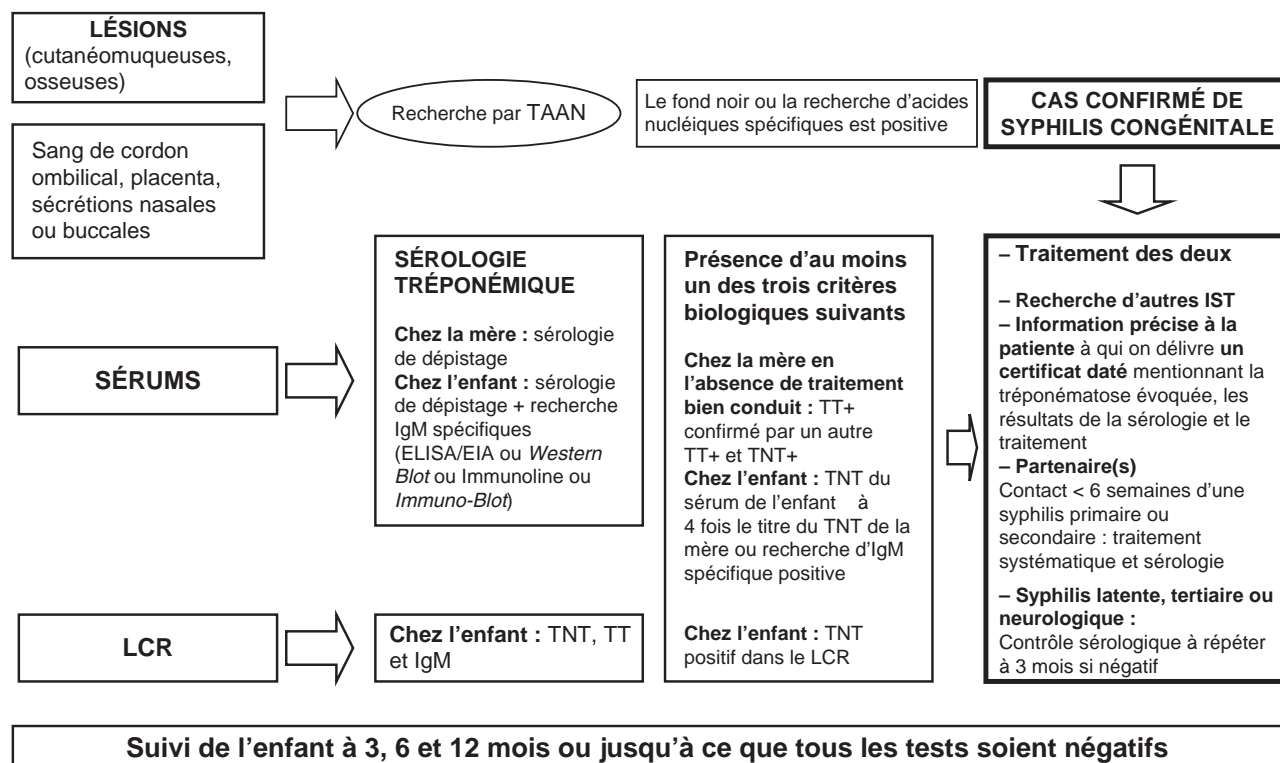 LÉSIONS
(cutanéomuqueuses,
osseuses)
Sang de cordon
ombilical, placenta,
sécrétions nasales
ou buccales
Recherche par TAAN
Le fond noir ou la recherche d'acides
nucléiques spécifiques est positive
CAS CONFIRMÉ DE
SYPHILIS CONGÉNITALE
SÉRUMS
SÉROLOGIE
TRÉPONÉMIQUE
Chez la mère : sérologie
de dépistage
Chez l'enfant : sérologie
de dépistage + recherche
IgM spécifiques
(ELISA/EIA ou Western
Blot ou Immunoline ou
Immuno-Blot)
Présence d'au moins
un des trois critères
biologiques suivants
Chez la mère en
l'absence de traitement
bien conduit : TT+
confirmé par un autre
TT+ et TNT+
Chez l'enfant : TNT du
sérum de l'enfant à
4 fois le titre du TNT de la
mère ou recherche d'IgM
spécifique positive
Chez l'enfant : TNT
positif dans le LCR
– Traitement des deux
– Recherche d'autres IST
– Information précise à la
patiente à qui on délivre un
certificat daté mentionnant la
tréponématose évoquée, les
résultats de la sérologie et le
traitement
– Partenaire(s)
Contact < 6 semaines d'une
syphilis primaire ou
secondaire : traitement
systématique et sérologie
– Syphilis latente, tertiaire ou
neurologique :
Contrôle sérologique à répéter
à 3 mois si négatif
LCR
Chez l'enfant : TNT, TT
et IgM
Suivi de l'enfant à 3, 6 et 12 mois ou jusqu'à ce que tous les tests soient négatifs